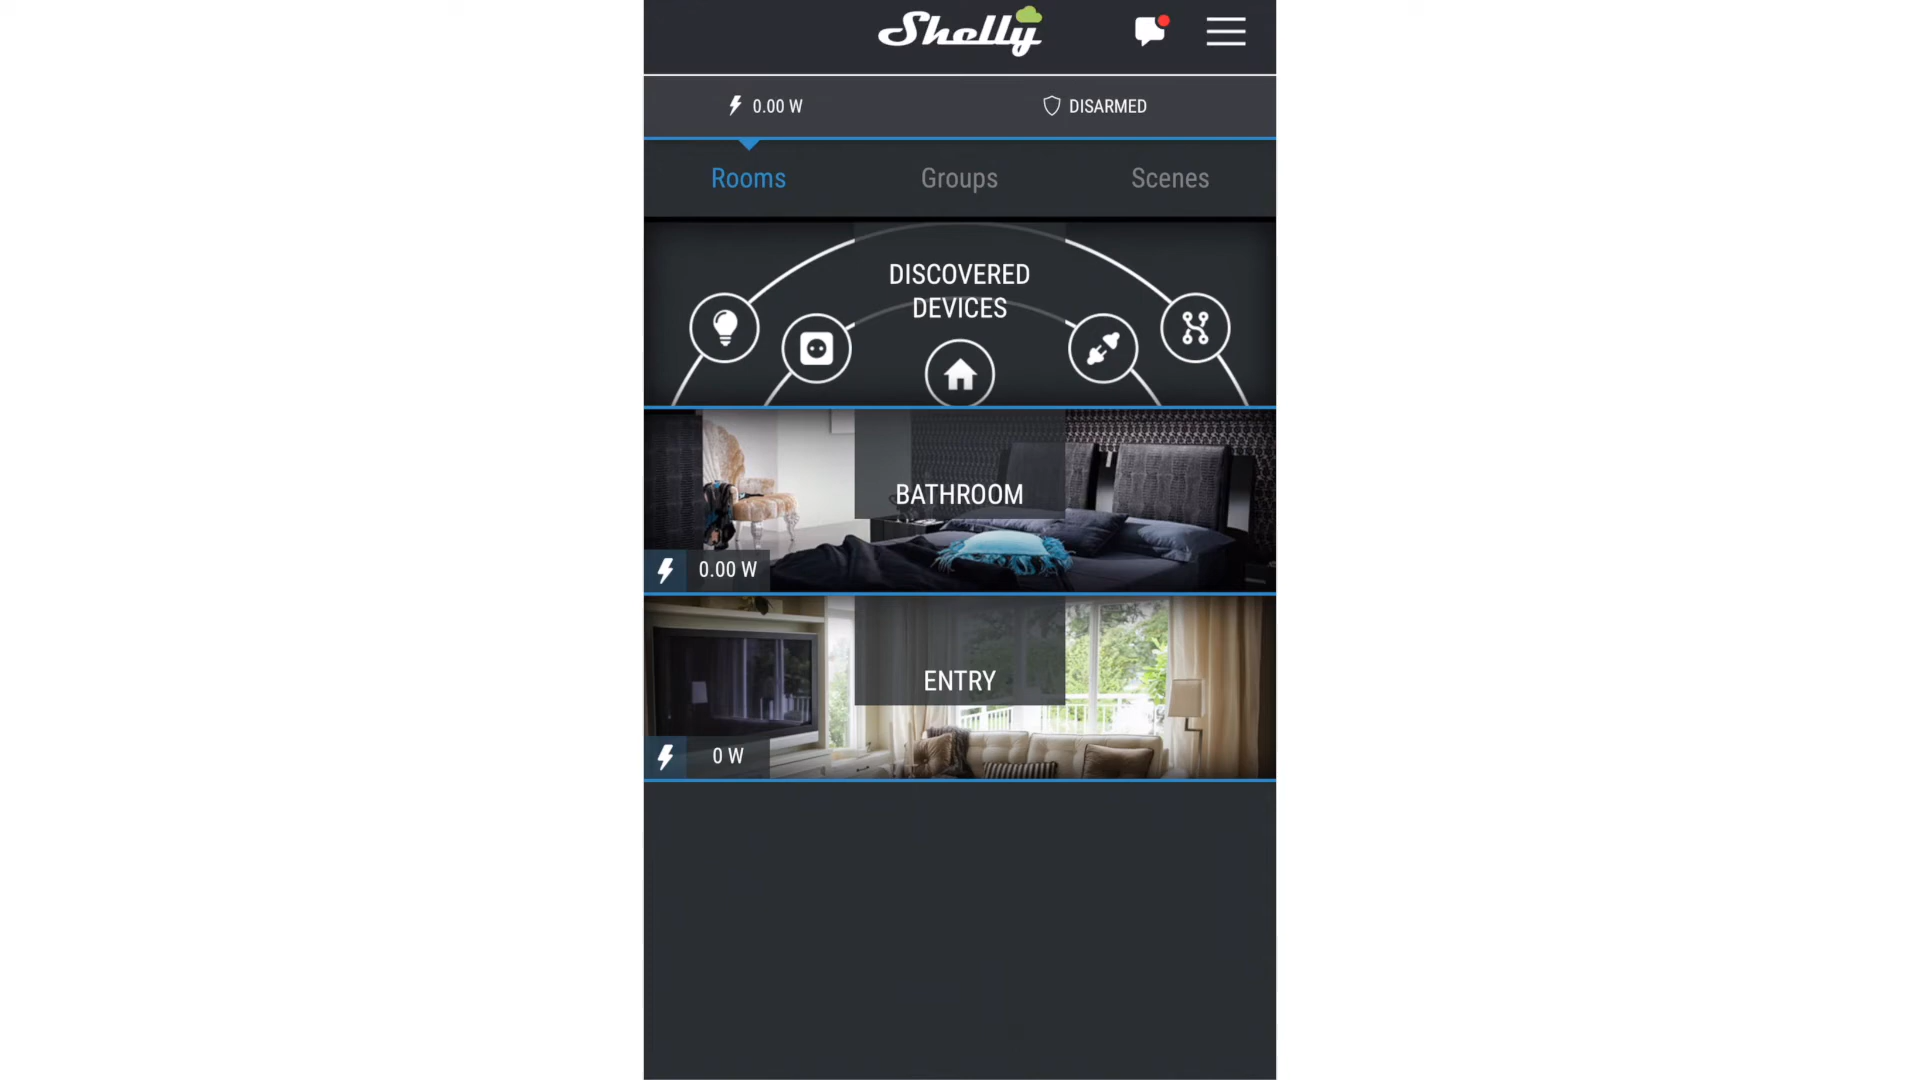 Shelly
0.00 W
DISARMED
Rooms
Groups
Scenes
DISCOVERED
DEVICES
BATHROOM
0.00 W
ENTRY
0 W